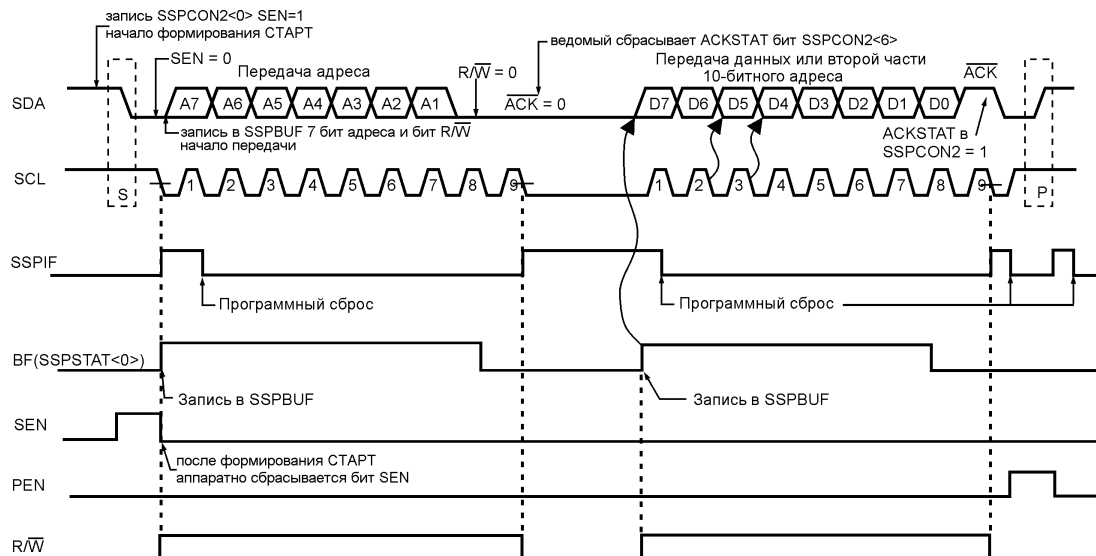 запись SSPCON2<0> SEN=1
начало формирования СТАРТ
SEN = 0
Передача адреса
R/W = 0
ведомый сбрасывает ACKSTAT бит SSPCON2<6>
Передача данных или второй части
10-битного адреса
ACK
SDA
A7 A6 A5 A4 A3 A2 A1
ACK = 0
D7 D6 D5 D4 D3 D2 D1 D0
запись в SSPBUF 7 бит адреса и бит R/W
начало передачи
ACKSTAT в
SSPCON2 = 1
SCL
S
1 2 3 4 5 6 7 8 9
1 2 3 4 5 6 7 8 9
P
SSPIF
Программный сброс
Программный сброс
BF(SSPSTAT<0>)
Запись в SSPBUF
Запись в SSPBUF
SEN
после формирования СТАРТ
аппаратно сбрасывается бит SEN
PEN
R/W